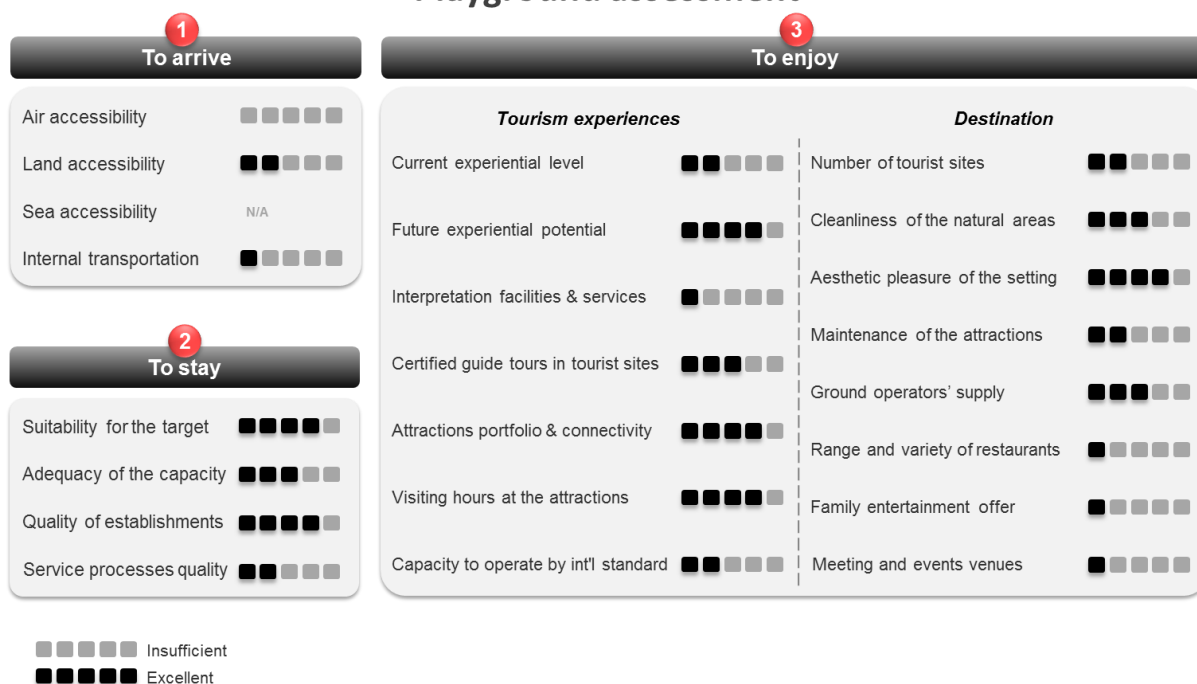 Playground assessment
1
To arrive
Air accessibility
Land accessibility
Sea accessibility N/A
Internal transportation
2
To stay
Suitability for the target
Adequacy of the capacity
Quality of establishments
Service processes quality
3
To enjoy
Tourism experiences
Current experiential level
Future experiential potential
Interpretation facilities & services
Certified guide tours in tourist sites
Attractions portfolio & connectivity
Visiting hours at the attractions
Capacity to operate by int'l standard
Destination
Number of tourist sites
Cleanliness of the natural areas
Aesthetic pleasure of the setting
Maintenance of the attractions
Ground operators' supply
Range and variety of restaurants
Family entertainment offer
Meeting and events venues
Insufficient
Excellent